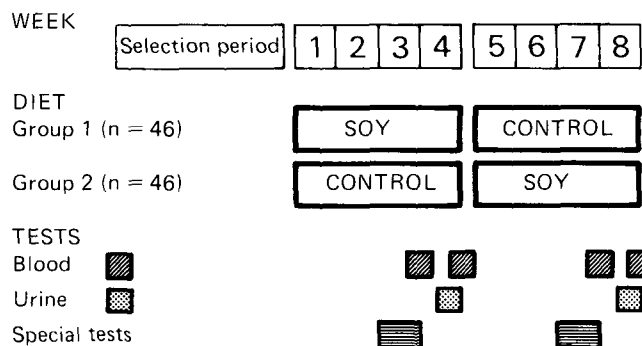 WEEK
Selection period 1 2 3 4 5 6 7 8
DIET
Group 1 (n = 46) SOY CONTROL
Group 2 (n = 46) CONTROL SOY
TESTS
Blood
Urine
Special tests